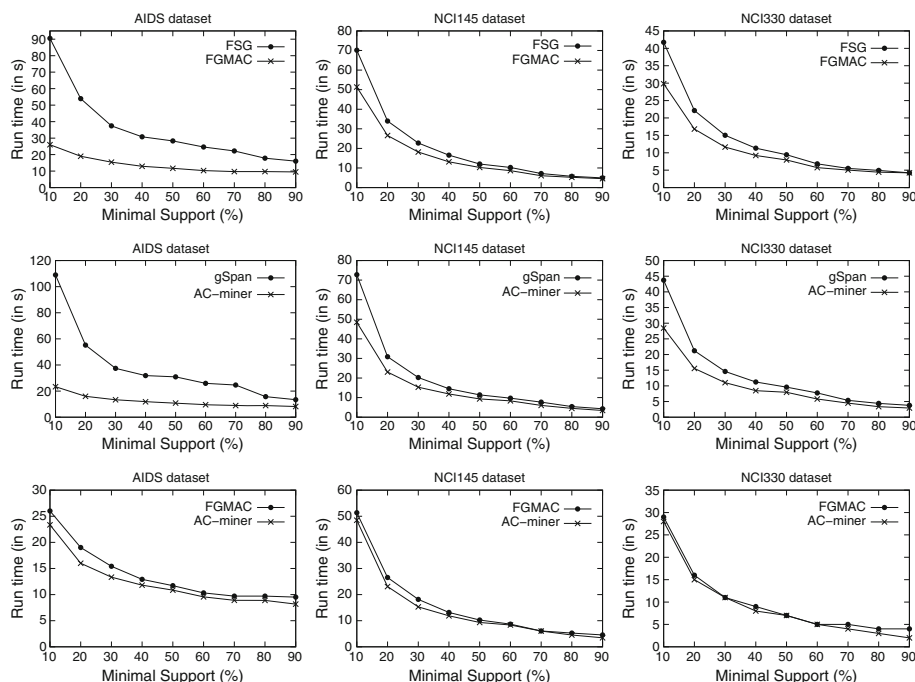 AIDS dataset
Run time (in s)
90
80
70
60
50
40
30
20
10
0
FSG
FGMAC
10 20 30 40 50 60 70 80 90
Minimal Support (%)
NCI145 dataset
Run time (in s)
80
70
60
50
40
30
20
10
0
FSG
FGMAC
10 20 30 40 50 60 70 80 90
Minimal Support (%)
NCI330 dataset
Run time (in s)
45
40
35
30
25
20
15
10
5
0
FSG
FGMAC
10 20 30 40 50 60 70 80 90
Minimal Support (%)
AIDS dataset
Run time (in s)
120
100
80
60
40
20
0
gSpan
AC-miner
10 20 30 40 50 60 70 80 90
Minimal Support (%)
NCI145 dataset
Run time (in s)
80
70
60
50
40
30
20
10
0
gSpan
AC-miner
10 20 30 40 50 60 70 80 90
Minimal Support (%)
NCI330 dataset
Run time (in s)
50
45
40
35
30
25
20
15
10
5
0
gSpan
AC-miner
10 20 30 40 50 60 70 80 90
Minimal Support (%)
AIDS dataset
Run time (in s)
30
25
20
15
10
5
0
FGMAC
AC-miner
10 20 30 40 50 60 70 80 90
Minimal Support (%)
NCI145 dataset
Run time (in s)
60
50
40
30
20
10
0
FGMAC
AC-miner
10 20 30 40 50 60 70 80 90
Minimal Support (%)
NCI330 dataset
Run time (in s)
35
30
25
20
15
10
5
0
FGMAC
AC-miner
10 20 30 40 50 60 70 80 90
Minimal Support (%)